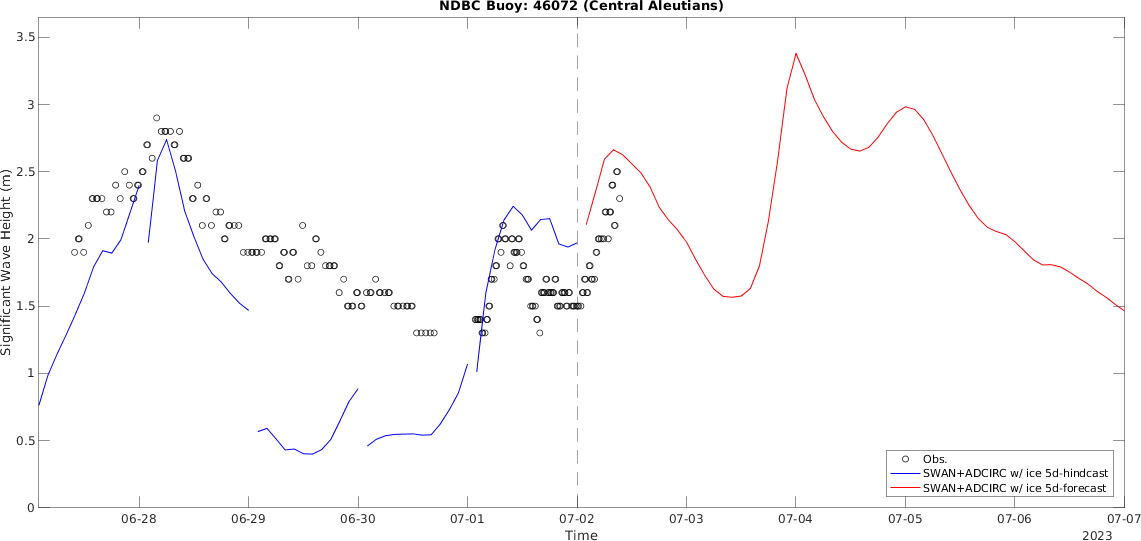 NDBC Buoy: 46072 (Central Aleutians)
3.5
3
2.5
2
1.5
1
0.5
0
Significant Wave Height (m)
Obs.
SWAN+ADCIRC w/ ice 5d-hindcast
SWAN+ADCIRC w/ ice 5d-forecast
06-28 06-29 06-30 07-01 07-02 07-03 07-04 07-05 07-06 07-07
Time
2023